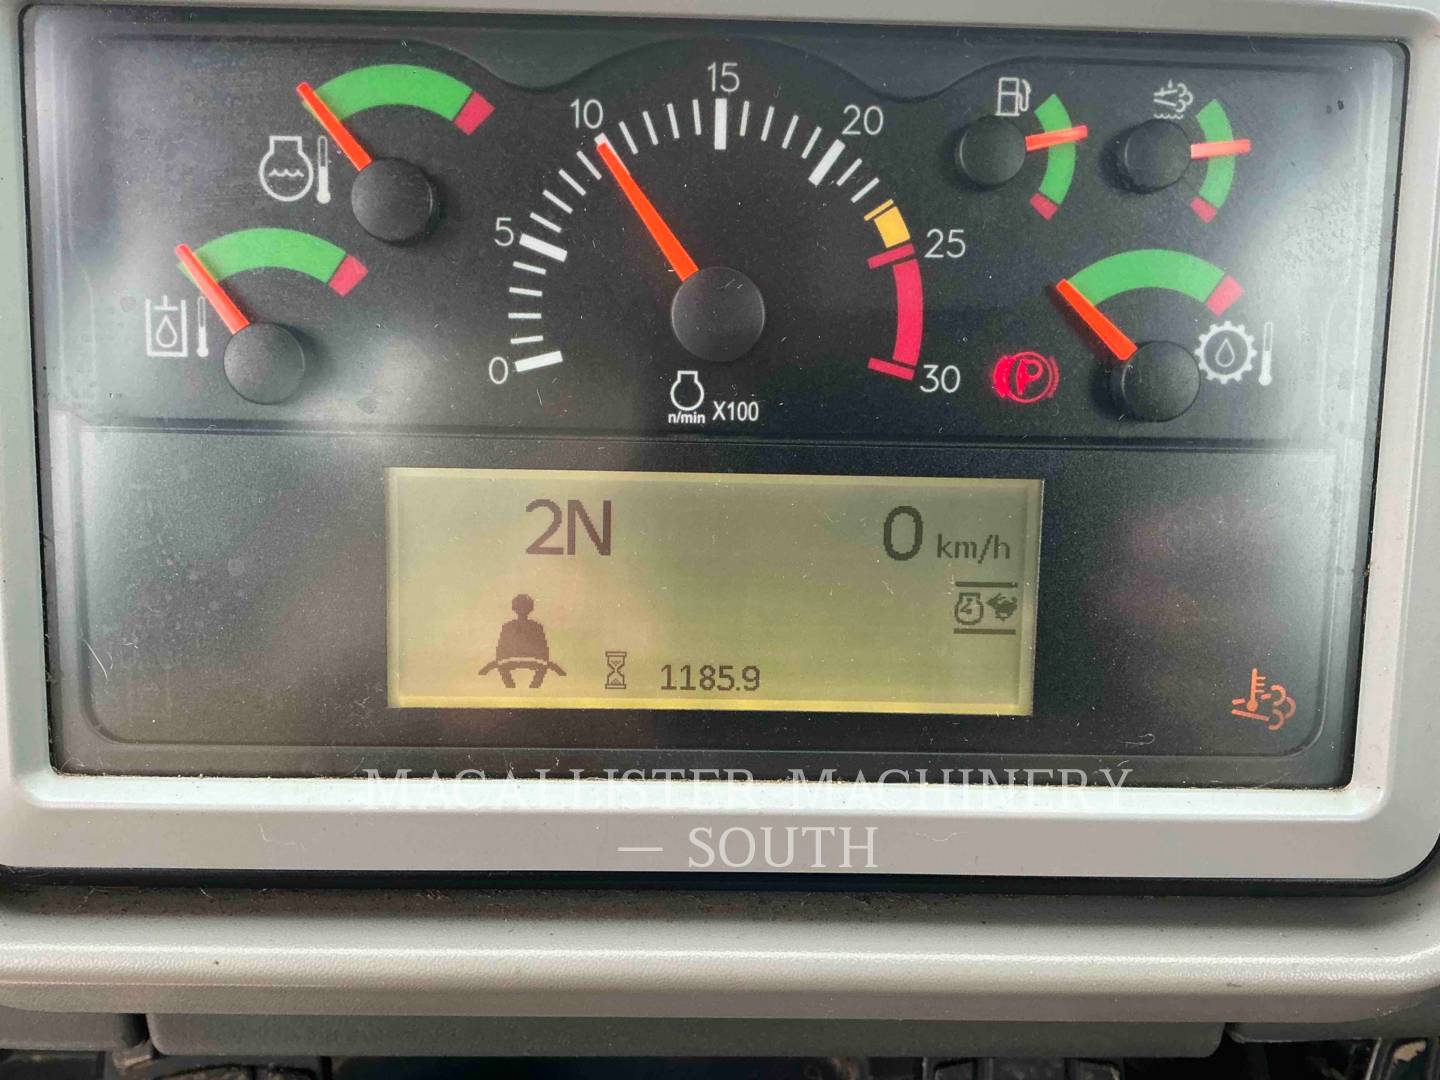 15
10
20
5
25
0
30
n/min X100
P
2N
0 km/h
1185.9
MACALLISTER MACHINERY
— SOUTH